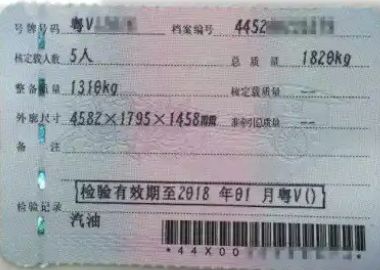 号牌号码 粤V 档案编号 4452
核定载人数 5人 总质量 1820kg
整备质量 1310kg 核定载质量 --
外廓尺寸 4582×1795×1458mm 准牵引总质量 --
备注
检验有效期至2018 年01 月粤V()
检验记录
汽油
*44X00